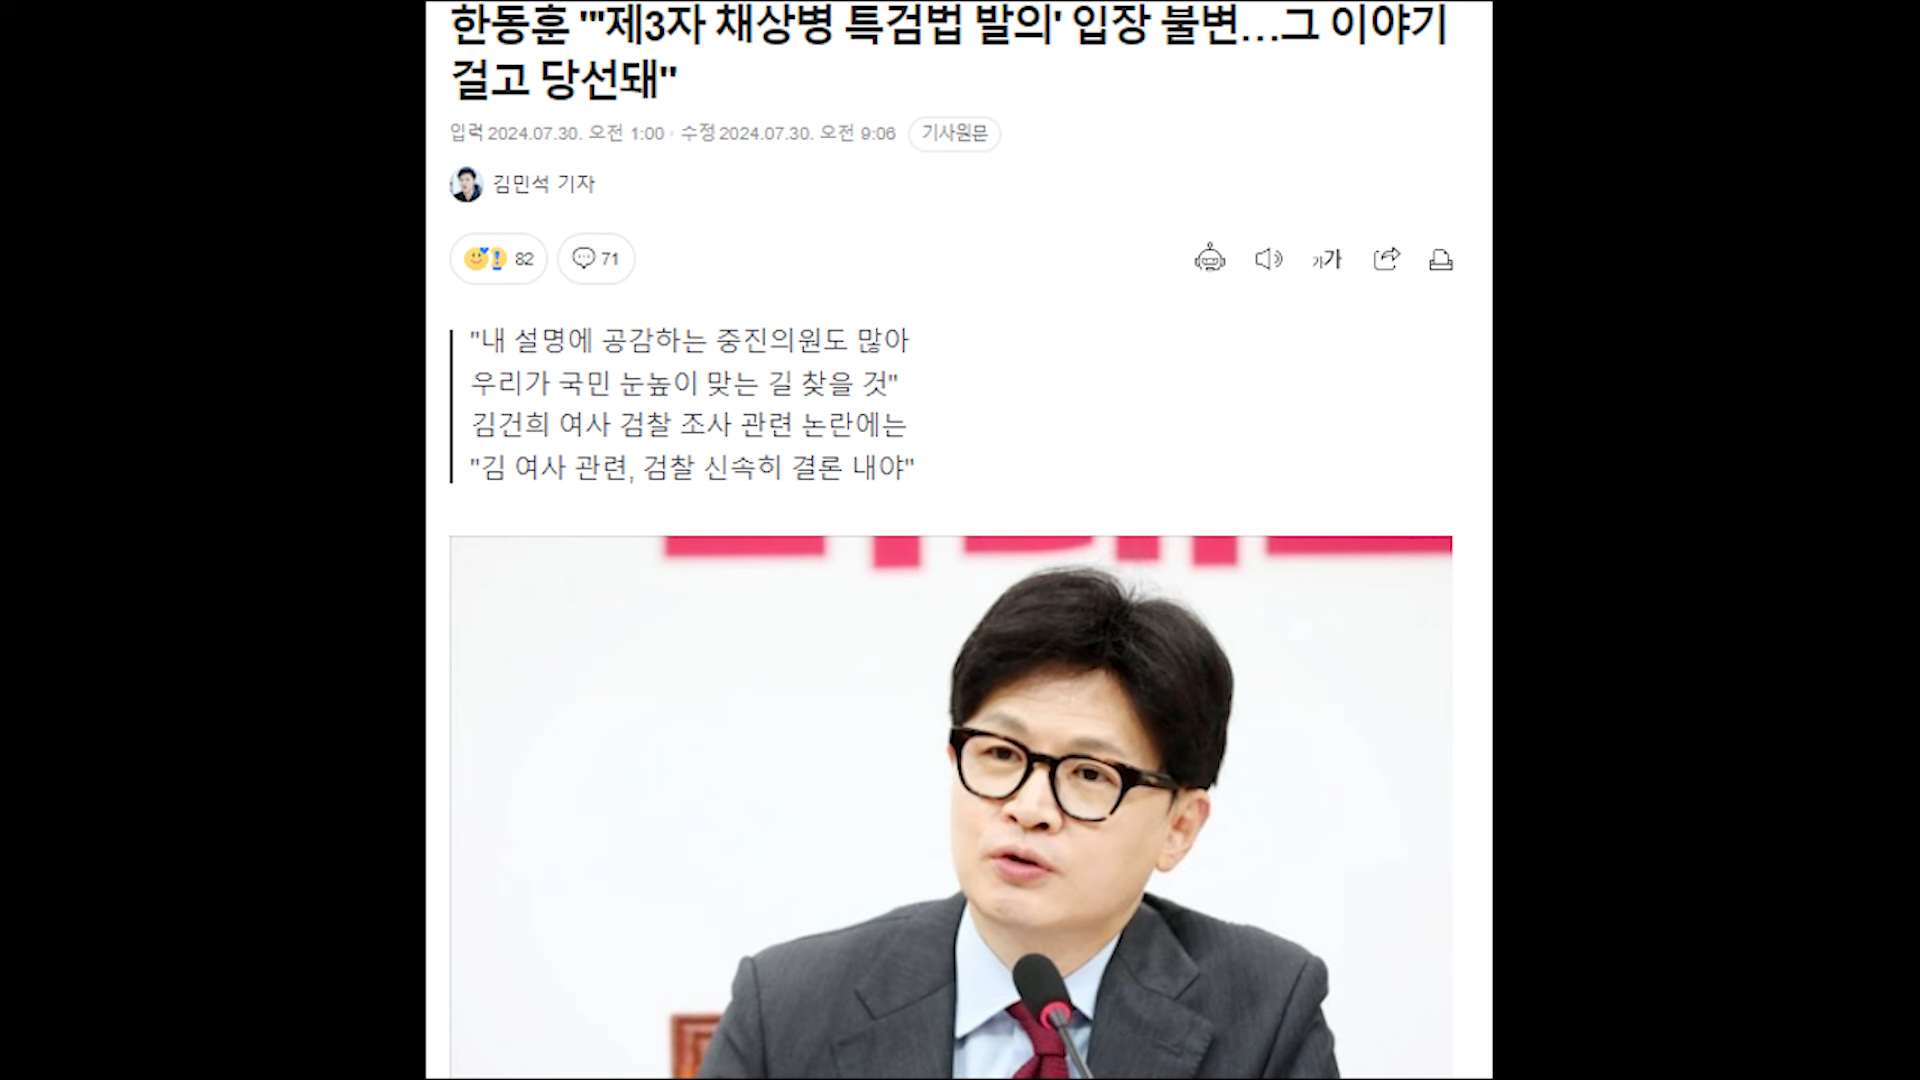 한동훈 "'제3자 채상병 특검법 발의' 입장 불변…그 이야기
걸고 당선돼"
입력 2024.07.30. 오전 1:00 · 수정 2024.07.30. 오전 9:06 기사원문
김민석 기자
82 71 가가
"내 설명에 공감하는 중진의원도 많아
우리가 국민 눈높이 맞는 길 찾을 것"
김건희 여사 검찰 조사 관련 논란에는
"김 여사 관련, 검찰 신속히 결론 내야"